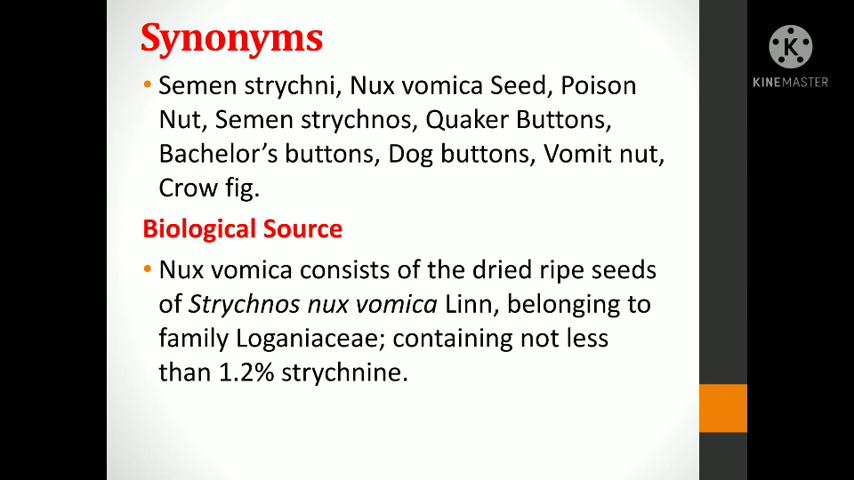 Synonyms
• Semen strychni, Nux vomica Seed, Poison
Nut, Semen strychnos, Quaker Buttons,
Bachelor’s buttons, Dog buttons, Vomit nut,
Crow fig.
Biological Source
• Nux vomica consists of the dried ripe seeds
of Strychnos nux vomica Linn, belonging to
family Loganiaceae; containing not less
than 1.2% strychnine.
K
KINEMASTER